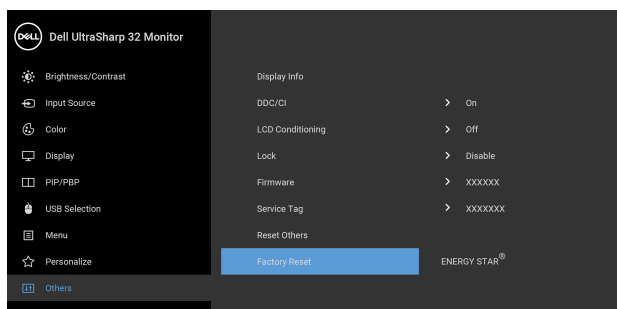 DELL Dell UltraSharp 32 Monitor
Brightness/Contrast
Display Info
Input Source
DDC/CI > On
Color
LCD Conditioning > Off
Display
Lock > Disable
PIP/PBP
Firmware > XXXXXX
USB Selection
Service Tag > XXXXXXX
Menu
Reset Others
Personalize
Factory Reset ENERGY STAR®
Others